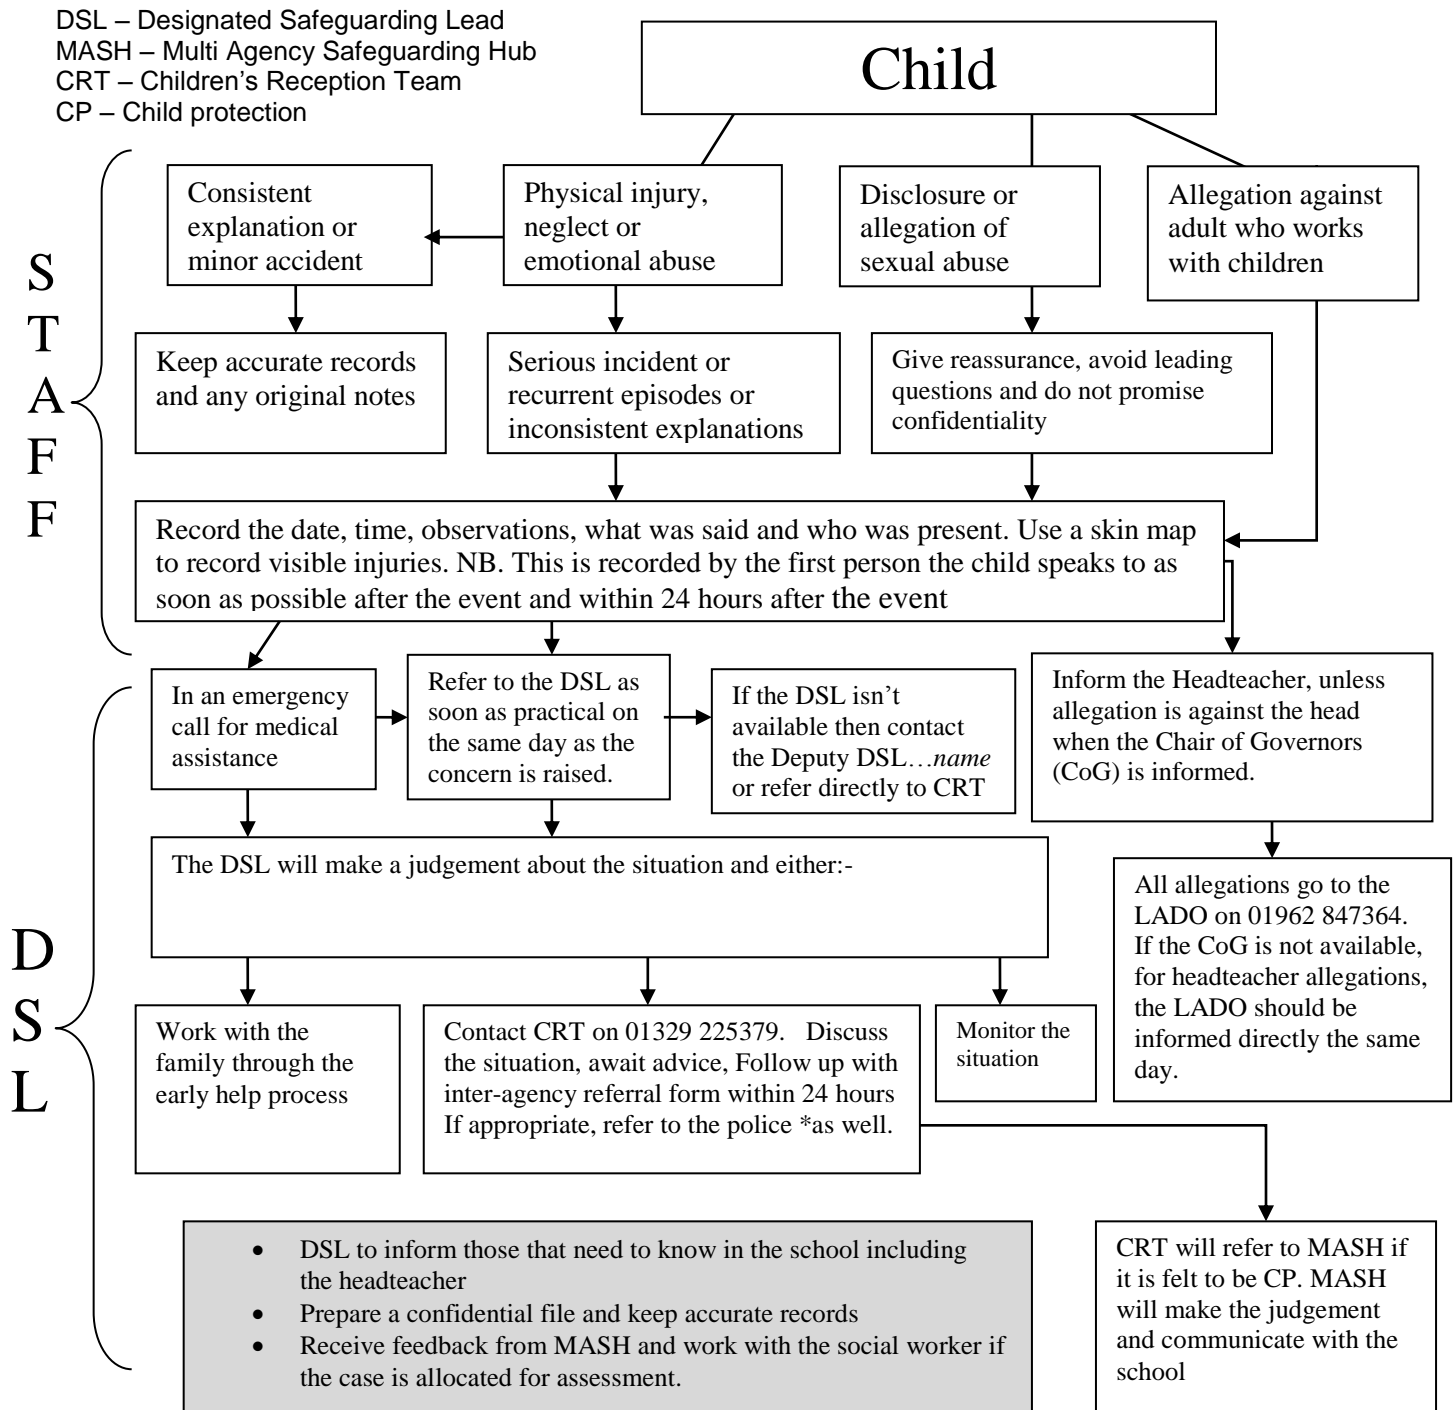 DSL – Designated Safeguarding Lead
MASH – Multi Agency Safeguarding Hub
CRT – Children's Reception Team
CP – Child protection
Child
S
T
A
F
F
Consistent
explanation or
minor accident
Physical injury,
neglect or
emotional abuse
Disclosure or
allegation of
sexual abuse
Allegation against
adult who works
with children
Keep accurate records
and any original notes
Serious incident or
recurrent episodes or
inconsistent explanations
Give reassurance, avoid leading
questions and do not promise
confidentiality
Record the date, time, observations, what was said and who was present. Use a skin map
to record visible injuries. NB. This is recorded by the first person the child speaks to as
soon as possible after the event and within 24 hours after the event
D
S
L
In an emergency
call for medical
assistance
Refer to the DSL as
soon as practical on
the same day as the
concern is raised.
If the DSL isn't
available then contact
the Deputy DSL…name
or refer directly to CRT
Inform the Headteacher, unless
allegation is against the head
when the Chair of Governors
(CoG) is informed.
The DSL will make a judgement about the situation and either:-
All allegations go to the
LADO on 01962 847364.
If the CoG is not available,
for headteacher allegations,
the LADO should be
informed directly the same
day.
Work with the
family through the
early help process
Contact CRT on 01329 225379. Discuss
the situation, await advice, Follow up with
inter-agency referral form within 24 hours
If appropriate, refer to the police *as well.
Monitor the
situation
• DSL to inform those that need to know in the school including
the headteacher
• Prepare a confidential file and keep accurate records
• Receive feedback from MASH and work with the social worker if
the case is allocated for assessment.
CRT will refer to MASH if
it is felt to be CP. MASH
will make the judgement
and communicate with the
school